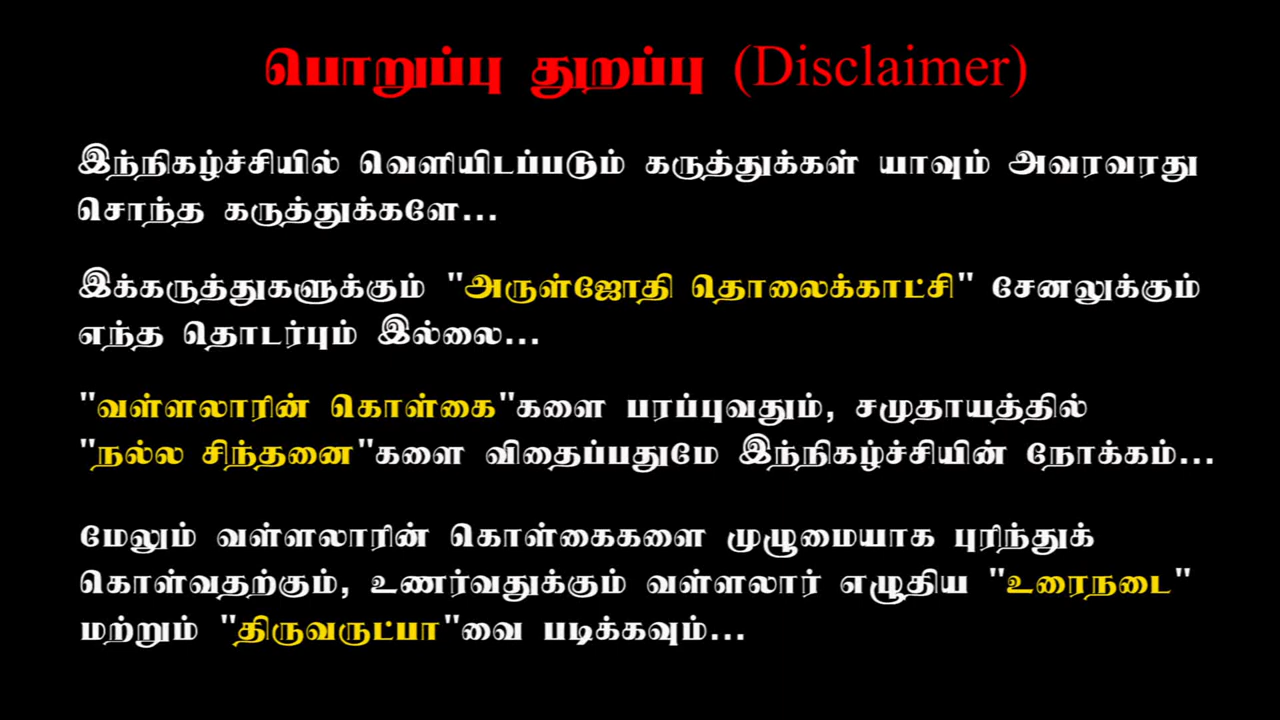 பொறுப்பு துறப்பு (Disclaimer)
இந்நிகழ்ச்சியில் வெளியிடப்படும் கருத்துக்கள் யாவும் அவரவரது
சொந்த கருத்துக்களே...
இக்கருத்துகளுக்கும் "அருள்ஜோதி தொலைக்காட்சி" சேனலுக்கும்
எந்த தொடர்பும் இல்லை...
"வள்ளலாரின் கொள்கை"களை பரப்புவதும், சமுதாயத்தில்
"நல்ல சிந்தனை"களை விதைப்பதுமே இந்நிகழ்ச்சியின் நோக்கம்...
மேலும் வள்ளலாரின் கொள்கைகளை முழுமையாக புரிந்துக்
கொள்வதற்கும், உணர்வதுக்கும் வள்ளலார் எழுதிய "உரைநடை"
மற்றும் "திருவருட்பா"வை படிக்கவும்...